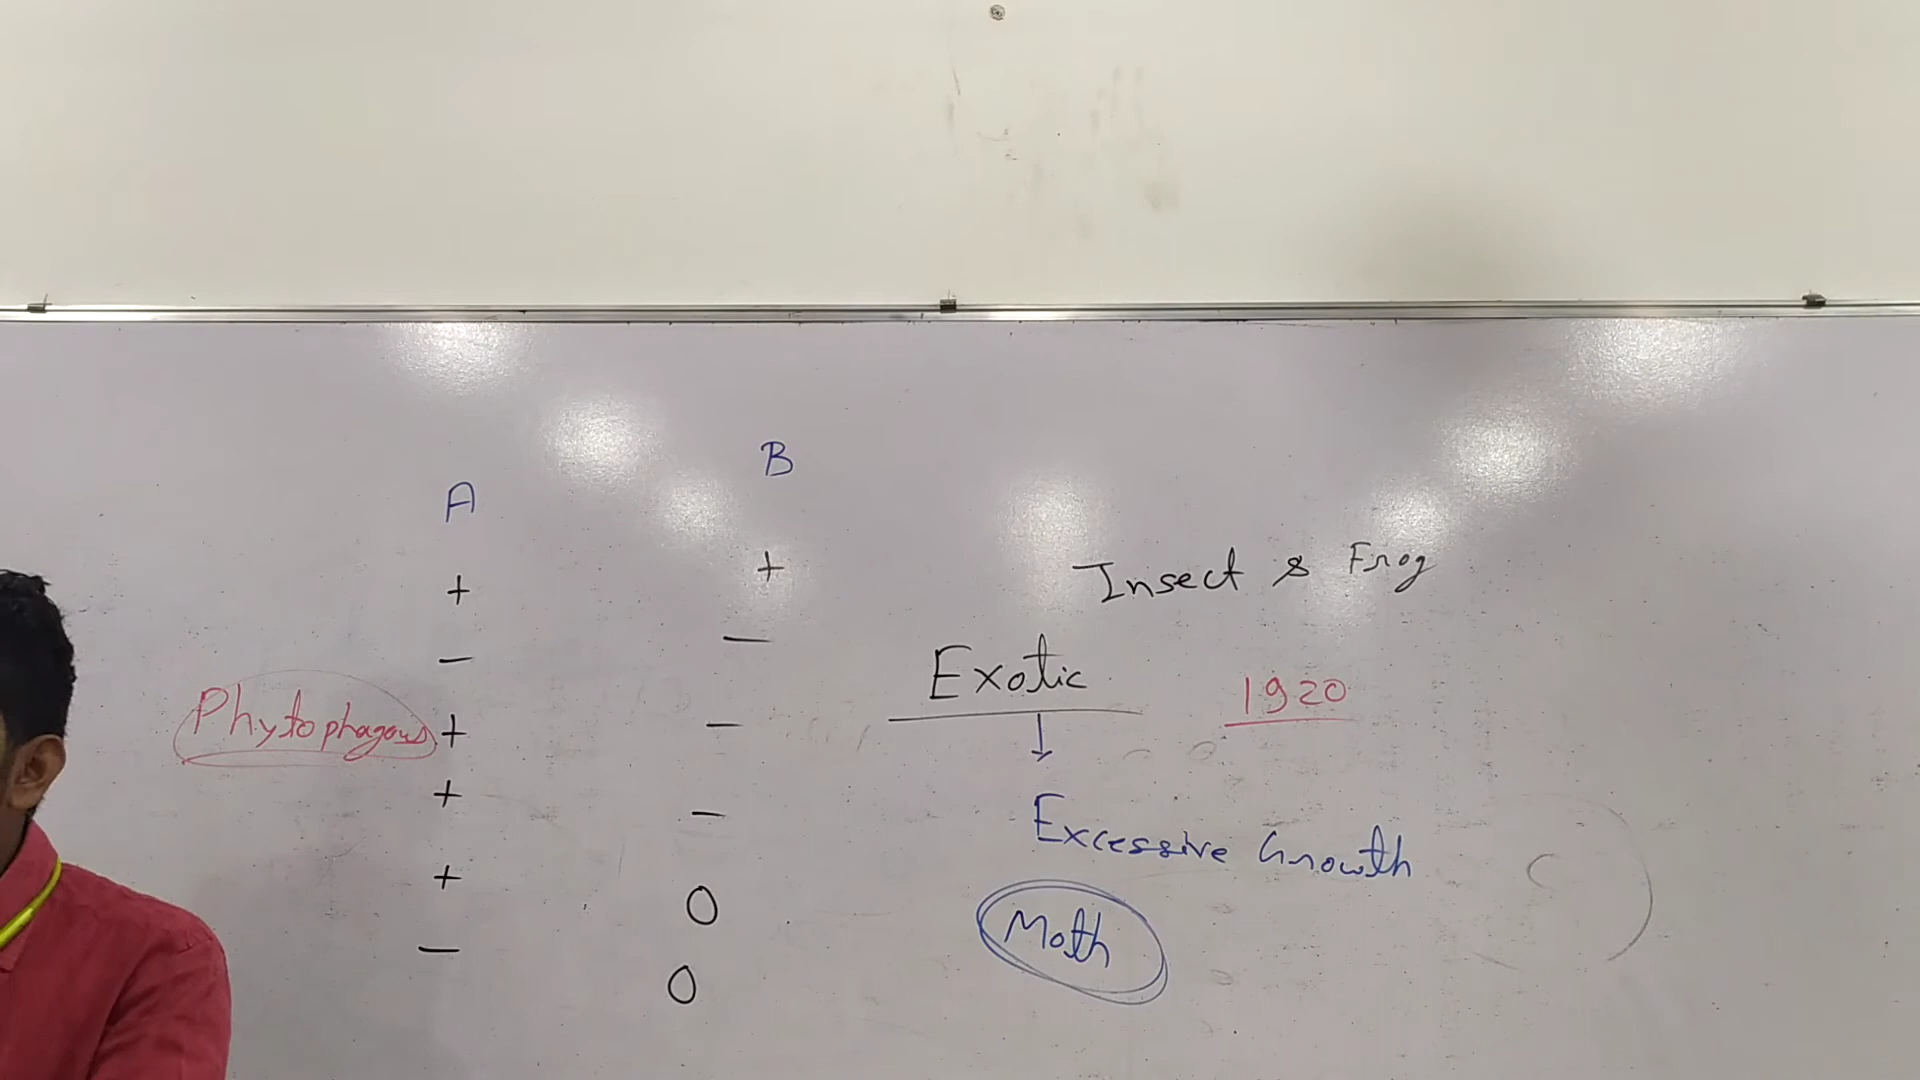 A B
+ +
− −
Phytophagous + −
+ −
+ 0
− 0
Insect & Frog
Exotic 1920
↓
Excessive Growth
Moth